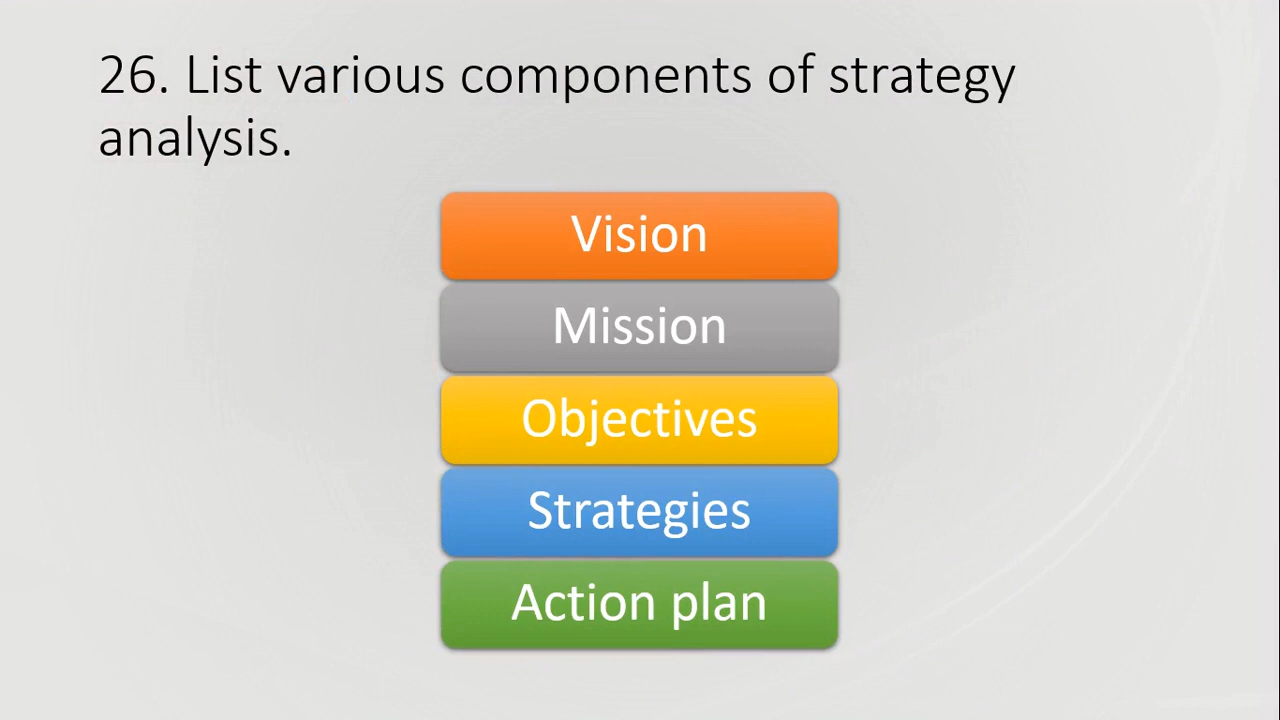 26. List various components of strategy
analysis.
Vision
Mission
Objectives
Strategies
Action plan